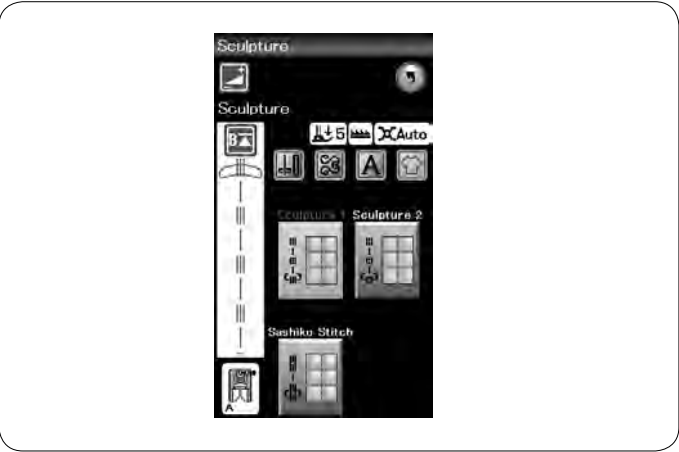 Sculpture
Sculpture
B
5 Auto
A
Sculpture 1 Sculpture 2
Sashiko Stitch
A